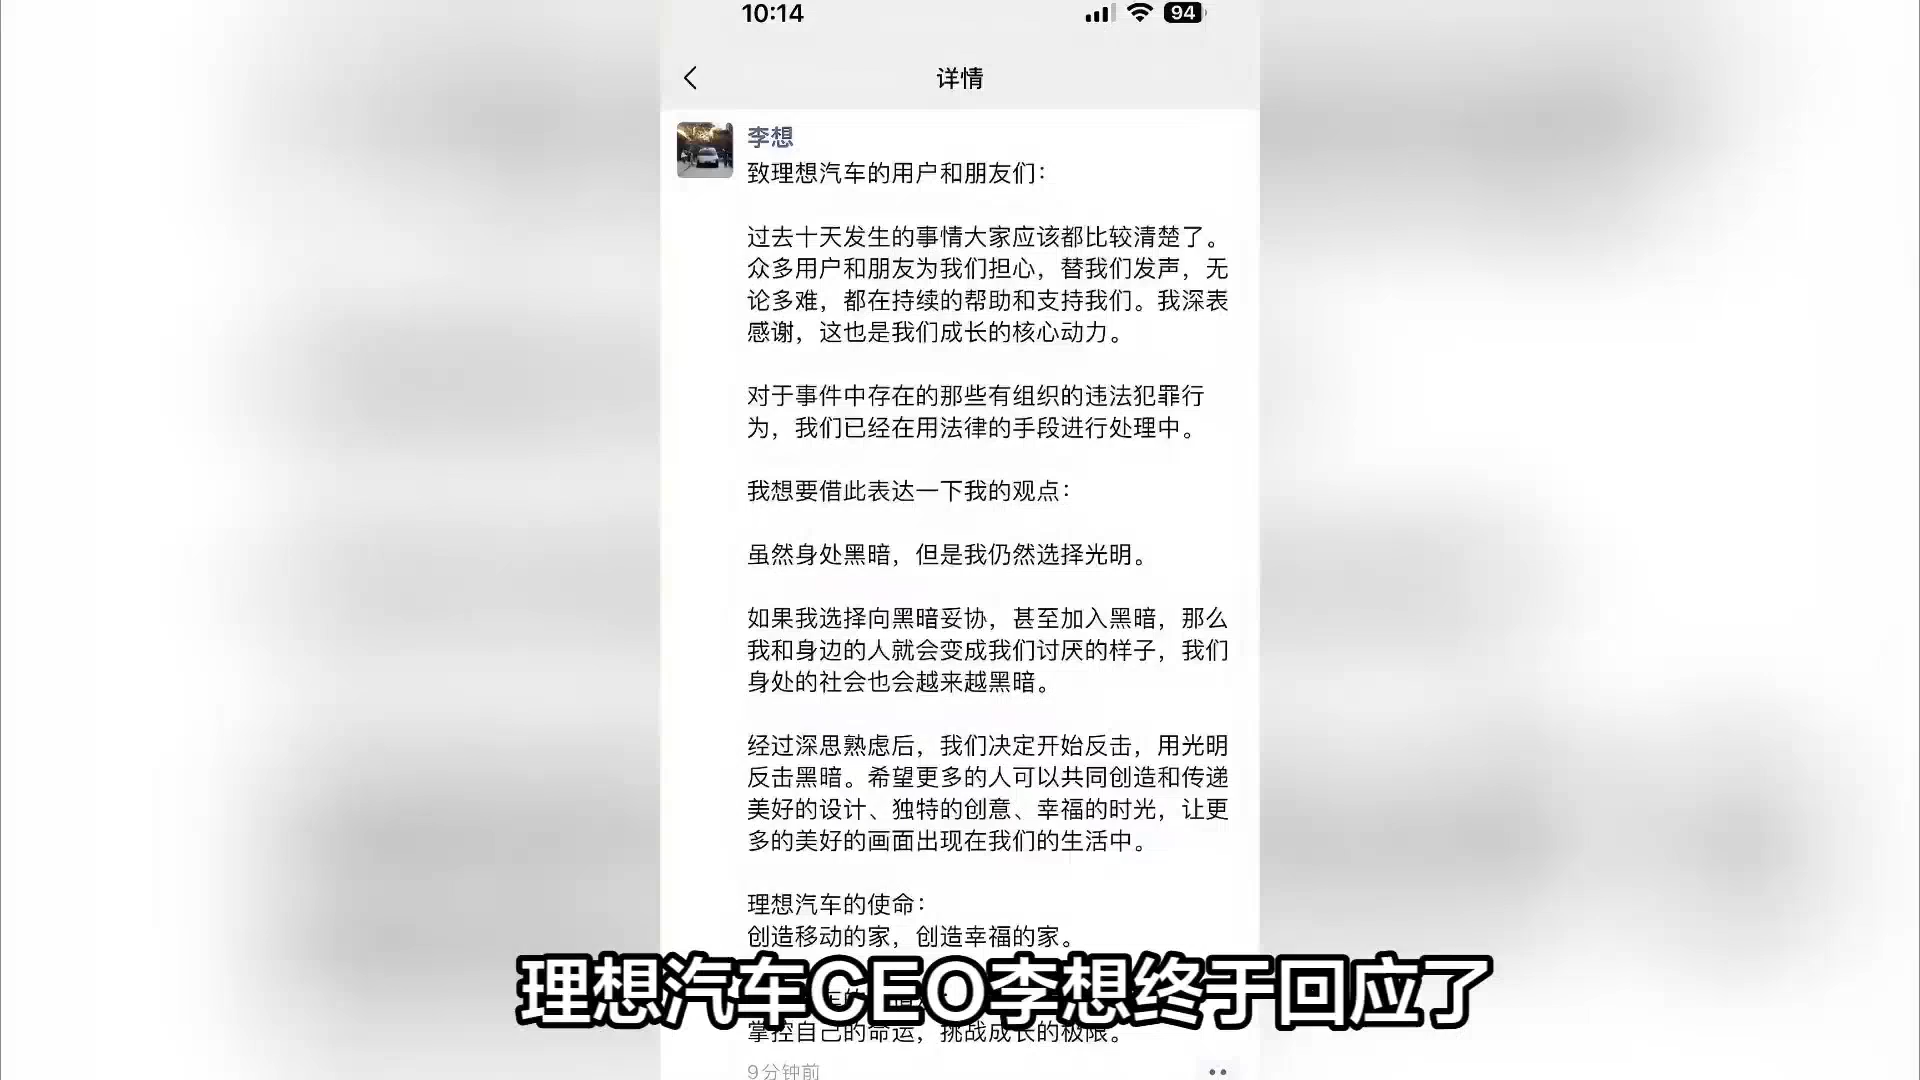 10:14
94
详情
李想
致理想汽车的用户和朋友们：
过去十天发生的事情大家应该都比较清楚了。
众多用户和朋友为我们担心，替我们发声，无
论多难，都在持续的帮助和支持我们。我深表
感谢，这也是我们成长的核心动力。
对于事件中存在的那些有组织的违法犯罪行
为，我们已经在用法律的手段进行处理中。
我想要借此表达一下我的观点：
虽然身处黑暗，但是我仍然选择光明。
如果我选择向黑暗妥协，甚至加入黑暗，那么
我和身边的人就会变成我们讨厌的样子，我们
身处的社会也会越来越黑暗。
经过深思熟虑后，我们决定开始反击，用光明
反击黑暗。希望更多的人可以共同创造和传递
美好的设计、独特的创意、幸福的时光，让更
多的美好的画面出现在我们的生活中。
理想汽车的使命：
创造移动的家，创造幸福的家。
理想汽车CEO李想终于回应了
掌控自己的命运，挑战成长的极限。
9分钟前